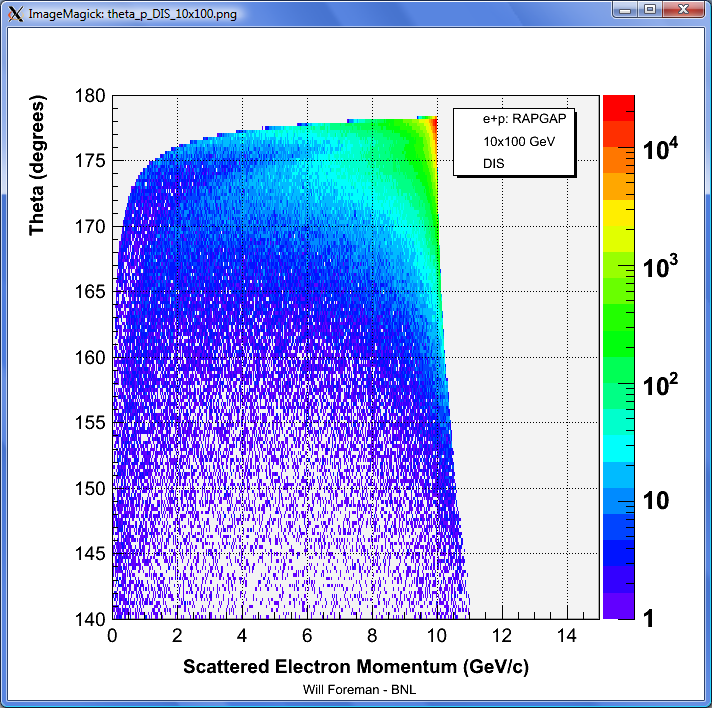 ImageMagick: theta_p_DIS_10x100.png
Theta (degrees)
180
175
170
165
160
155
150
145
140
0 2 4 6 8 10 12 14
Scattered Electron Momentum (GeV/c)
Will Foreman - BNL
e+p: RAPGAP
10x100 GeV
DIS
10⁴
10³
10²
10
1